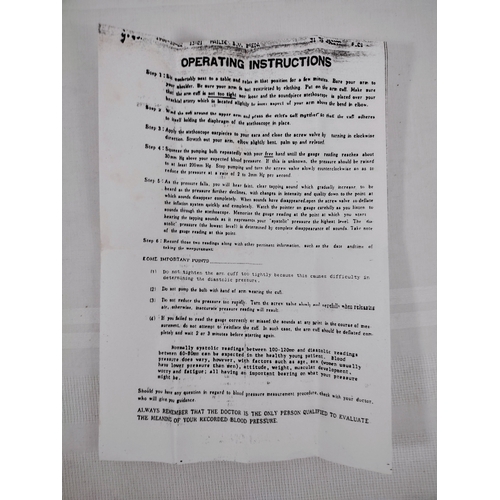 OPERATING INSTRUCTIONS
Step 1: Sit comfortably next to a table and relax in that position for a few minutes. Bare your arm to
your shoulder. Be sure your arm is not restricted by clothing. Put on the arm cuff. Make sure
that the arm cuff is not too tight nor loose and the soundpiece stethoscope is placed over your
brachial artery which is located slightly to inner aspect of your arm above the bend in elbow.
Step 2: Wind the cuff around the upper arm and press the so that the cuff adheres
to itself holding the diaphragm of the stethoscope in place.
Step 3: Apply the stethoscope earpieces to your ears and close the screw valve by turning in clockwise
direction. Stretch out your arm, elbow slightly bent, palm up and relaxed!
Step 4: Squeeze the pumping bulb repeatedly with your free hand until the gauge reading reaches about
30mm Hg above your expected blood pressure. If this is unknown, the pressure should be raised
to at least 200mm Hg. Stop pumping and turn the screw valve slowly counterclockwise so as to
reduce the pressure at a rate of 2 to 3mm Hg per second.
Step 5: As the pressure falls, you will hear faint, clear tapping sound which gradually increase to be
heard as the pressure further declines, with changes in intensity and quality down to the point at
which sounds disappear completely. When sounds have disappeared, open the screw valve to deflate
the inflation system quickly and completely. Watch the pointer on gauge carefully as you listen to
sounds through the stethoscope. Memorize the gauge reading at the point at which you start
hearing the tapping sounds as it represents your "systolic" pressure the highest level. The "dia-
stolic" pressure (the lowest level) is determined by complete disappearance of sounds. Take note
of the gauge reading at this point.
Step 6: Record these two readings along with other pertinent information, such as the date and time of
taking the measurement.
SOME IMPORTANT POINTS
(1) Do not tighten the arm cuff too tightly because this causes difficulty in
determining the diastolic pressure.
(2) Do not pump the bulb with hand of arm wearing the cuff.
(3) Do not reduce the pressure too rapidly. Turn the screw valve slowly and carefully when releasing
air, otherwise, inaccurate pressure reading will result.
(4) If you failed to read the gauge correctly or missed the sounds at any point in the course of mea-
surement, do not attempt to reinflate the cuff. In such case, the arm cuff should be deflated com-
pletely and wait 2 or 3 minutes before starting again.
Normally systolic readings between 100-120mm and diastolic readings
between 60-80mm can be expected in the healthy young patient. Blood
pressure does vary, however, with factors such as age, sex (women usually
have lower pressure than men), altitude, weight, muscular development,
worry and fatigue; all having an important bearing on what your pressure
might be.
Should you have any question in regard to blood pressure measurement procedure, check with your doctor,
who will give you guidance.
ALWAYS REMEMBER THAT THE DOCTOR IS THE ONLY PERSON QUALIFIED TO EVALUATE
THE MEANING OF YOUR RECORDED BLOOD PRESSURE.